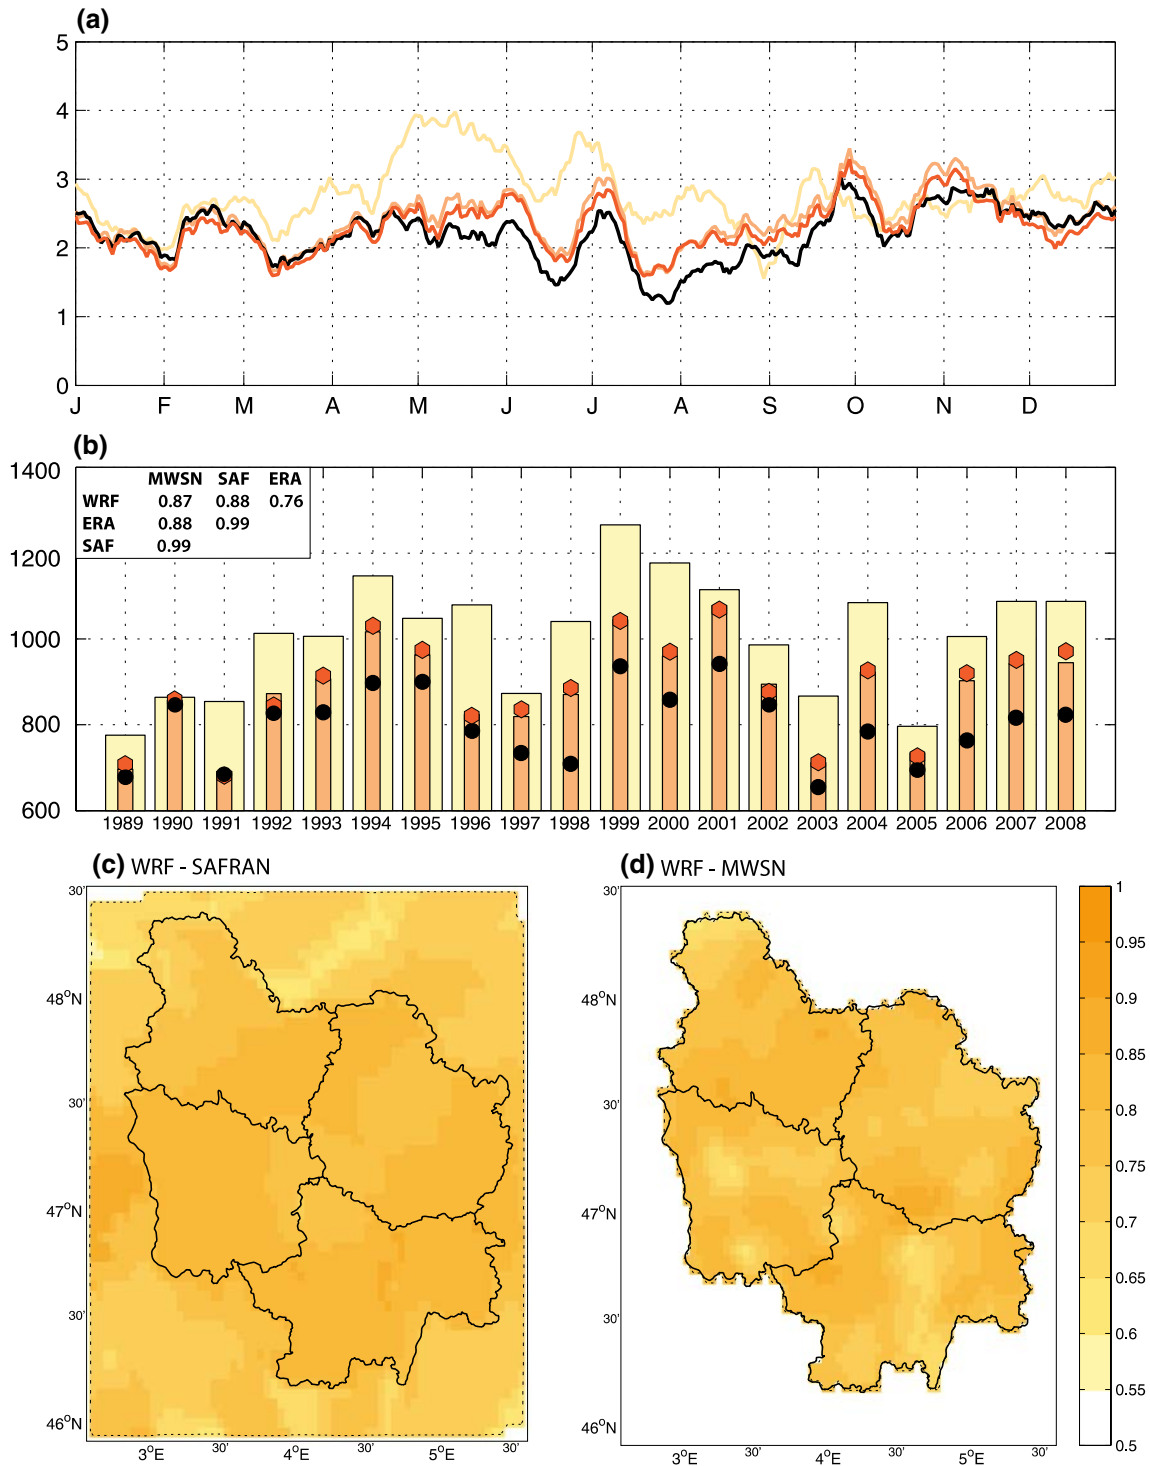 (a)
5
4
3
2
1
0
J F M A M J J A S O N D
(b)
1400
1200
1000
800
600
MWSN SAF ERA
WRF 0.87 0.88 0.76
ERA 0.88 0.99
SAF 0.99
1989 1990 1991 1992 1993 1994 1995 1996 1997 1998 1999 2000 2001 2002 2003 2004 2005 2006 2007 2008
(c) WRF - SAFRAN
30'
48°N
30'
47°N
30'
46°N
3°E 30' 4°E 30' 5°E 30'
(d) WRF - MWSN
30'
48°N
30'
47°N
30'
46°N
3°E 30' 4°E 30' 5°E 30'
1
0.95
0.9
0.85
0.8
0.75
0.7
0.65
0.6
0.55
0.5